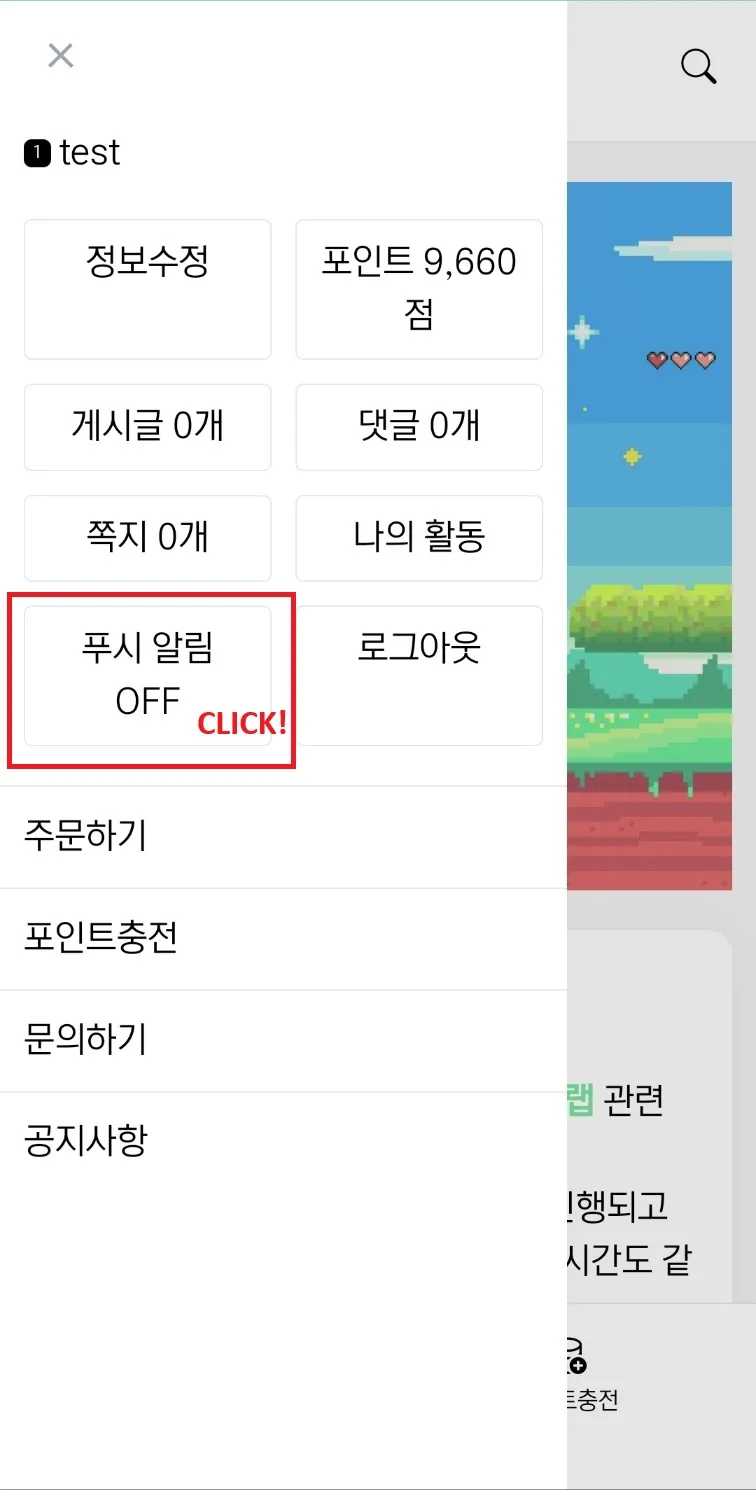 1 test
정보수정
포인트 9,660
점
게시글 0개
댓글 0개
쪽지 0개
나의 활동
푸시 알림
OFF
CLICK!
로그아웃
주문하기
포인트충전
문의하기
공지사항
랩 관련
행되고
시간도 같
트충전